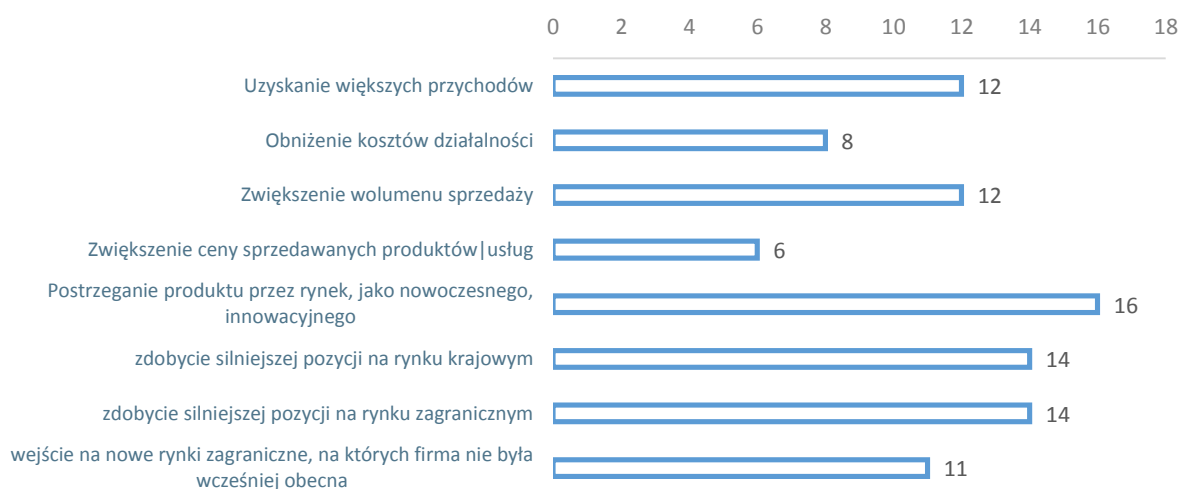 0 2 4 6 8 10 12 14 16 18
Uzyskanie większych przychodów 12
Obniżenie kosztów działalności 8
Zwiększenie wolumenu sprzedaży 12
Zwiększenie ceny sprzedawanych produktów|usług 6
Postrzeganie produktu przez rynek, jako nowoczesnego,
innowacyjnego 16
zdobycie silniejszej pozycji na rynku krajowym 14
zdobycie silniejszej pozycji na rynku zagranicznym 14
wejście na nowe rynki zagraniczne, na których firma nie była
wcześniej obecna 11